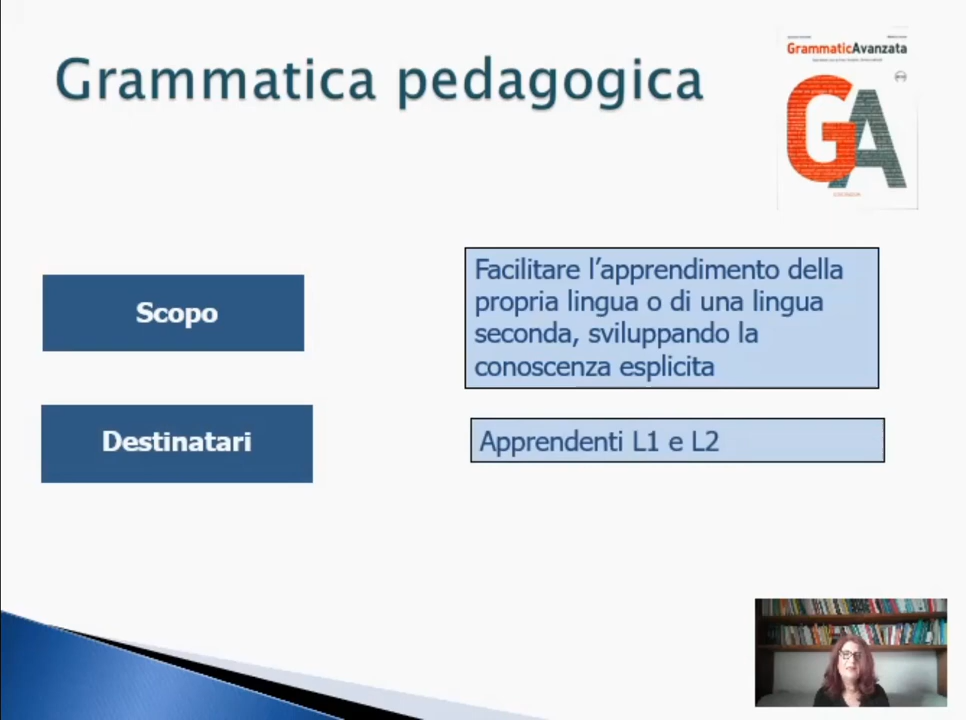 Grammatica pedagogica
GrammaticAvanzata
GA
Scopo
Facilitare l’apprendimento della
propria lingua o di una lingua
seconda, sviluppando la
conoscenza esplicita
Destinatari
Apprendenti L1 e L2